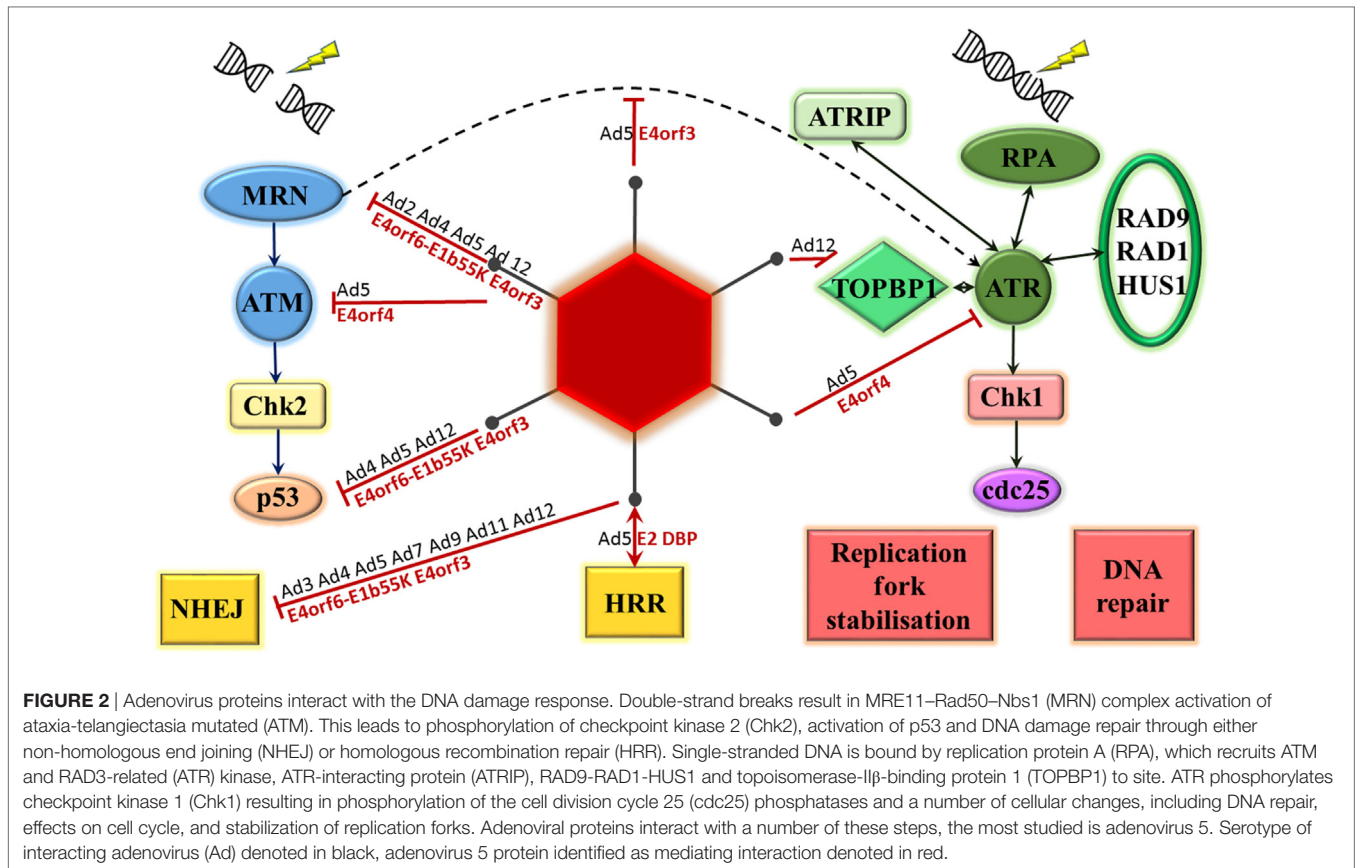 ATRIP
RPA
Ad5 E4orf3
MRN
RAD9
RAD1
HUS1
Ad2 Ad4 Ad5 Ad 12
E4orf6-E1b55K E4orf3
Ad12
ATM
Ad5
E4orf4
TOPBP1
ATR
Ad5
E4orf4
Chk2
Chk1
Ad4 Ad5 Ad12
E4orf6-E1b55K E4orf3
p53
cdc25
Ad3 Ad4 Ad5 Ad7 Ad9 Ad11 Ad12
E4orf6-E1b55K E4orf3
Ad5 E2 DBP
NHEJ
HRR
Replication
fork
stabilisation
DNA
repair
FIGURE 2 | Adenovirus proteins interact with the DNA damage response. Double-strand breaks result in MRE11–Rad50–Nbs1 (MRN) complex activation of
ataxia-telangiectasia mutated (ATM). This leads to phosphorylation of checkpoint kinase 2 (Chk2), activation of p53 and DNA damage repair through either
non-homologous end joining (NHEJ) or homologous recombination repair (HRR). Single-stranded DNA is bound by replication protein A (RPA), which recruits ATM
and RAD3-related (ATR) kinase, ATR-interacting protein (ATRIP), RAD9-RAD1-HUS1 and topoisomerase-IIβ-binding protein 1 (TOPBP1) to site. ATR phosphorylates
checkpoint kinase 1 (Chk1) resulting in phosphorylation of the cell division cycle 25 (cdc25) phosphatases and a number of cellular changes, including DNA repair,
effects on cell cycle, and stabilization of replication forks. Adenoviral proteins interact with a number of these steps, the most studied is adenovirus 5. Serotype of
interacting adenovirus (Ad) denoted in black, adenovirus 5 protein identified as mediating interaction denoted in red.